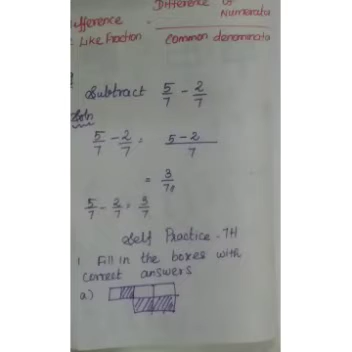 Difference of
ifference = Numerato
Like Fraction Common denominato
Subtract 5/7 - 2/7
Soln
5/7 - 2/7 = 5-2/7
= 3/7
5/7 - 2/7 = 3/7
Self Practice - 7H
1 Fill in the boxes with
correct answers
a)